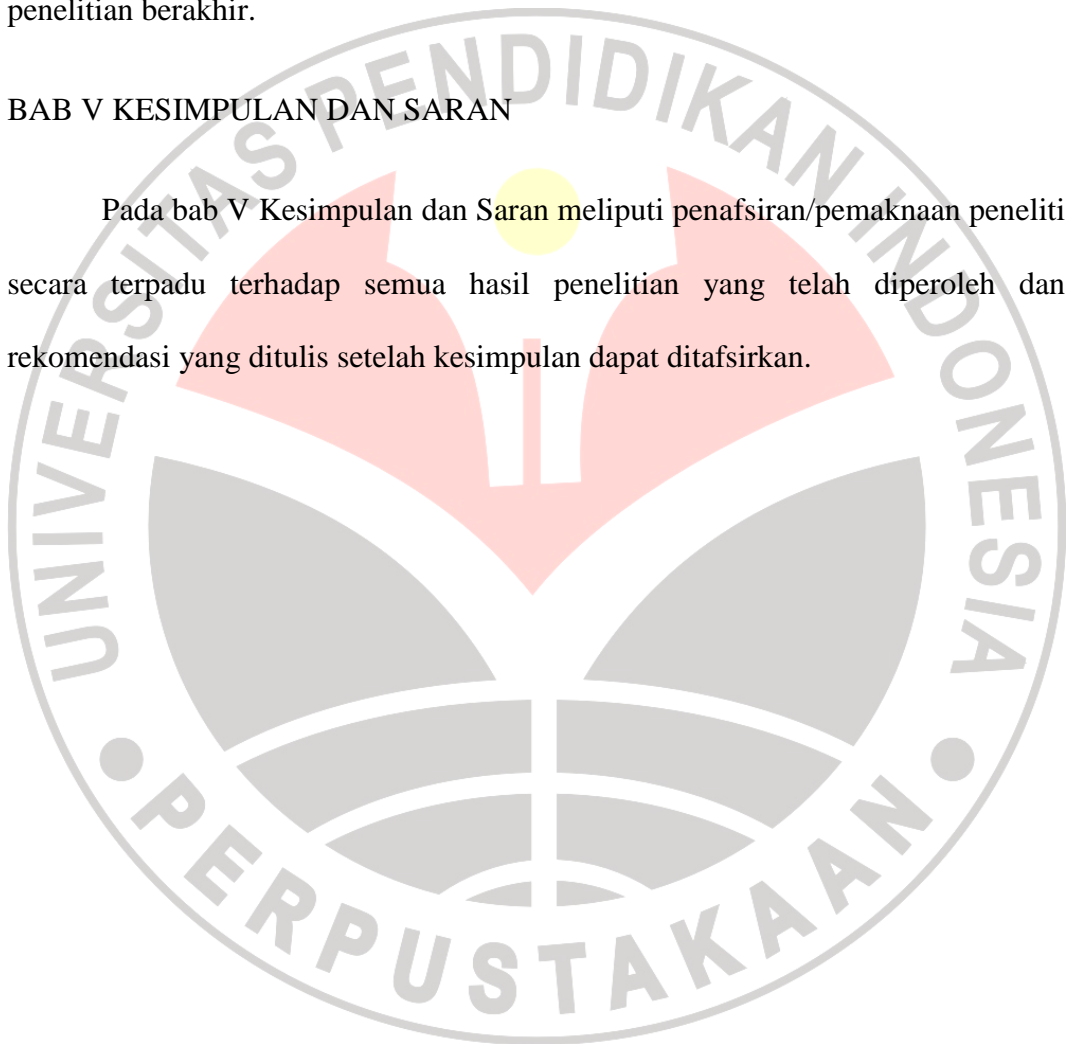 penelitian berakhir.
BAB V KESIMPULAN DAN SARAN
Pada bab V Kesimpulan dan Saran meliputi penafsiran/pemaknaan peneliti
secara terpadu terhadap semua hasil penelitian yang telah diperoleh dan
rekomendasi yang ditulis setelah kesimpulan dapat ditafsirkan.
UNIVERSITAS PENDIDIKAN INDONESIA
PERPUSTAKAAN